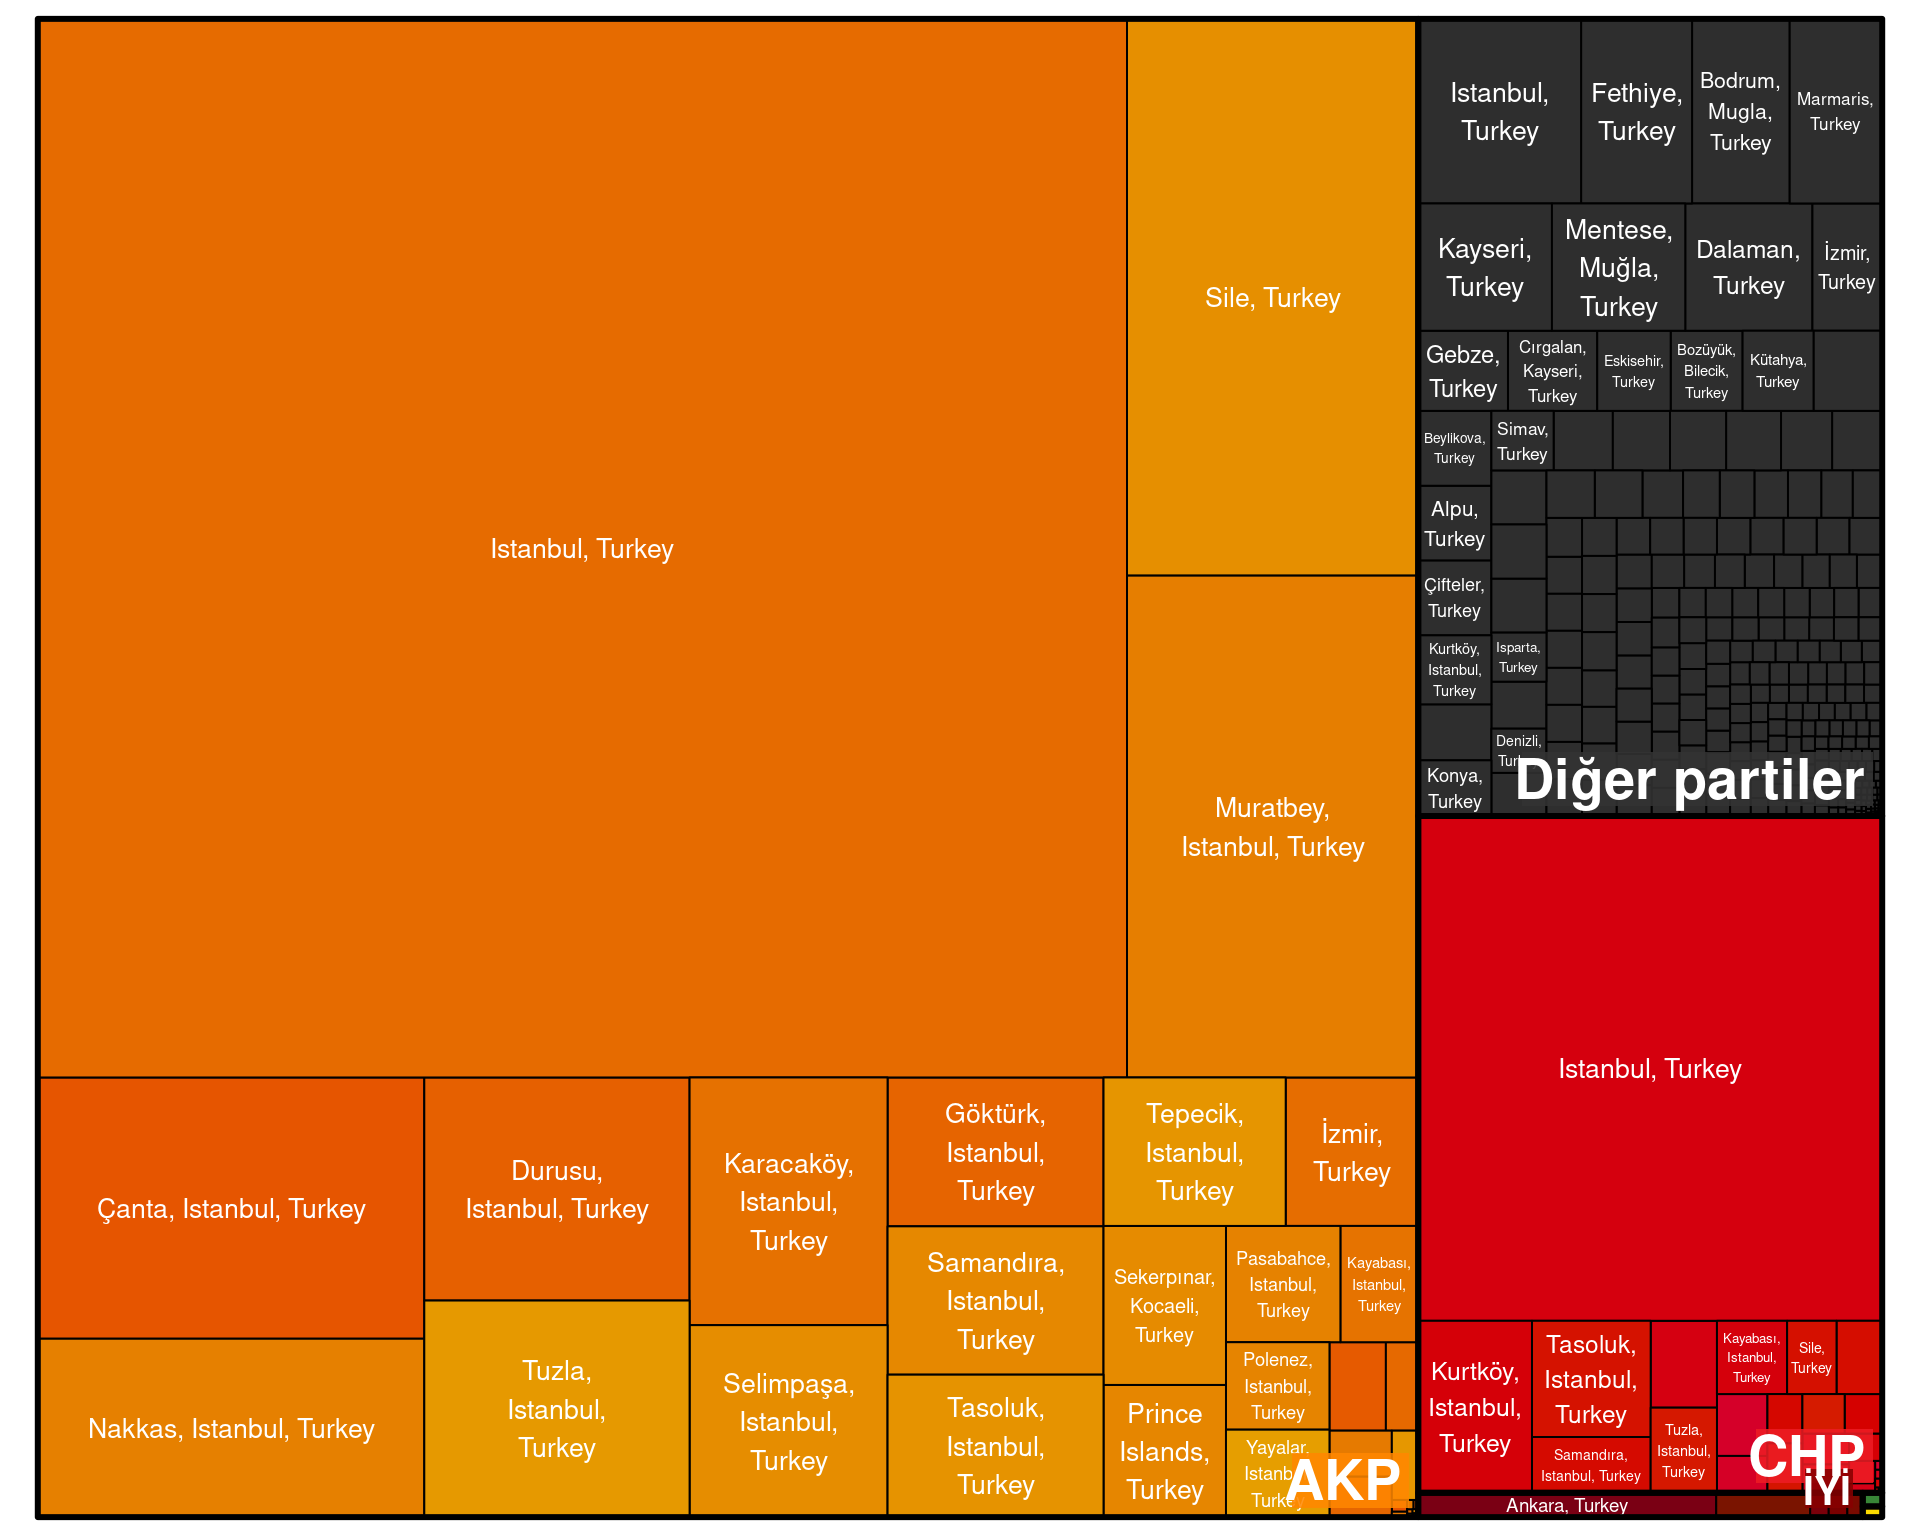 Istanbul, Turkey
Sile, Turkey
Muratbey,
Istanbul, Turkey
Çanta, Istanbul, Turkey
Nakkas, Istanbul, Turkey
Durusu,
Istanbul, Turkey
Tuzla,
Istanbul,
Turkey
Karacaköy,
Istanbul,
Turkey
Selimpaşa,
Istanbul,
Turkey
Göktürk,
Istanbul,
Turkey
Samandıra,
Istanbul,
Turkey
Tasoluk,
Istanbul,
Turkey
Tepecik,
Istanbul,
Turkey
İzmir,
Turkey
Sekerpınar,
Kocaeli,
Turkey
Prince
Islands,
Turkey
Pasabahce,
Istanbul,
Turkey
Kayabası,
Istanbul,
Turkey
Polenez,
Istanbul,
Turkey
Yayalar,
Istanbul,
Turkey
AKP
Istanbul,
Turkey
Fethiye,
Turkey
Bodrum,
Mugla,
Turkey
Marmaris,
Turkey
Kayseri,
Turkey
Mentese,
Muğla,
Turkey
Dalaman,
Turkey
İzmir,
Turkey
Gebze,
Turkey
Cırgalan,
Kayseri,
Turkey
Eskisehir,
Turkey
Bozüyük,
Bilecik,
Turkey
Kütahya,
Turkey
Beylikova,
Turkey
Simav,
Turkey
Alpu,
Turkey
Çifteler,
Turkey
Kurtköy,
Istanbul,
Turkey
Isparta,
Turkey
Denizli,
Turkey
Konya,
Turkey
Diğer partiler
Istanbul, Turkey
Kurtköy,
Istanbul,
Turkey
Tasoluk,
Istanbul,
Turkey
Samandıra,
Istanbul, Turkey
Tuzla,
Istanbul,
Turkey
Kayabası,
Istanbul,
Turkey
Sile,
Turkey
CHP
İYİ
Ankara, Turkey